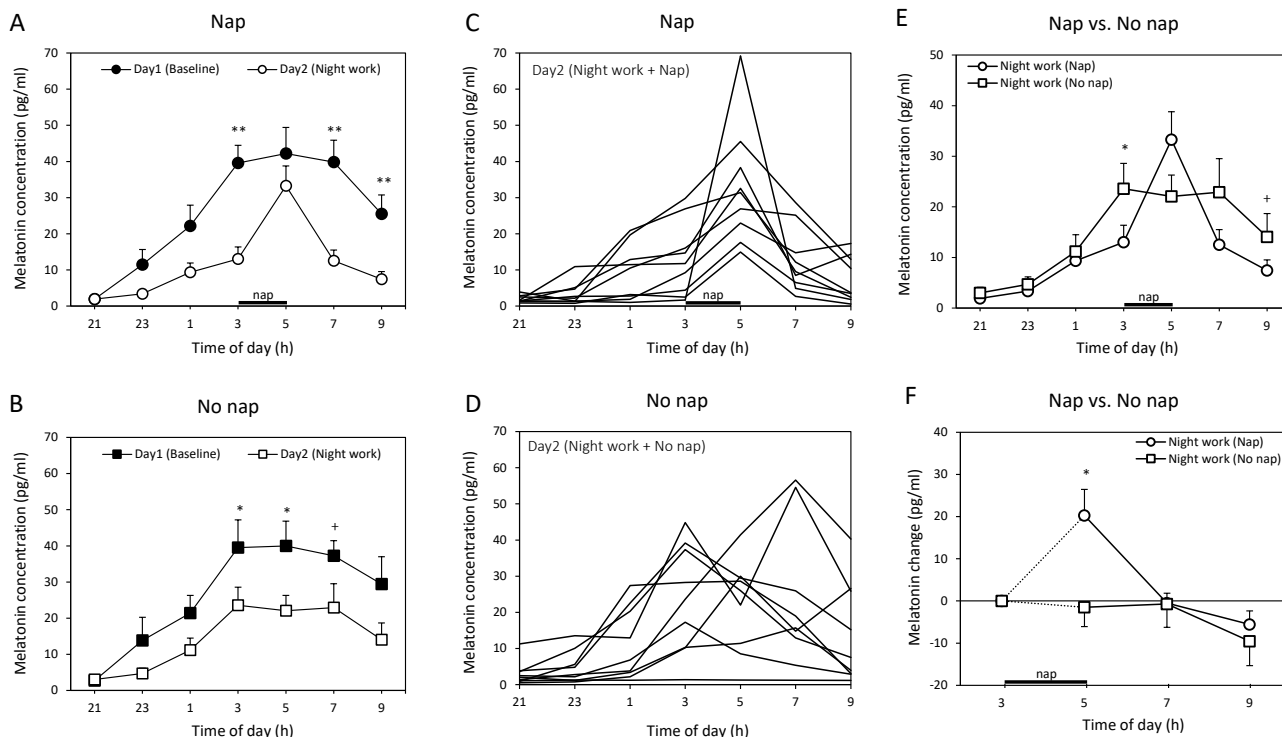 A
Nap
Melatonin concentration (pg/ml)
70
60
50
40
30
20
10
0
Day1 (Baseline)
Day2 (Night work)
**
**
**
nap
21 23 1 3 5 7 9
Time of day (h)
B
No nap
Melatonin concentration (pg/ml)
70
60
50
40
30
20
10
0
Day1 (Baseline)
Day2 (Night work)
*
*
+
21 23 1 3 5 7 9
Time of day (h)
C
Nap
Melatonin concentration (pg/ml)
70
60
50
40
30
20
10
0
Day2 (Night work + Nap)
nap
21 23 1 3 5 7 9
Time of day (h)
D
No nap
Melatonin concentration (pg/ml)
70
60
50
40
30
20
10
0
Day2 (Night work + No nap)
21 23 1 3 5 7 9
Time of day (h)
E
Nap vs. No nap
Melatonin concentration (pg/ml)
50
40
30
20
10
0
Night work (Nap)
Night work (No nap)
*
+
nap
21 23 1 3 5 7 9
Time of day (h)
F
Nap vs. No nap
Melatonin change (pg/ml)
40
30
20
10
0
-10
-20
Night work (Nap)
Night work (No nap)
*
nap
3 5 7 9
Time of day (h)